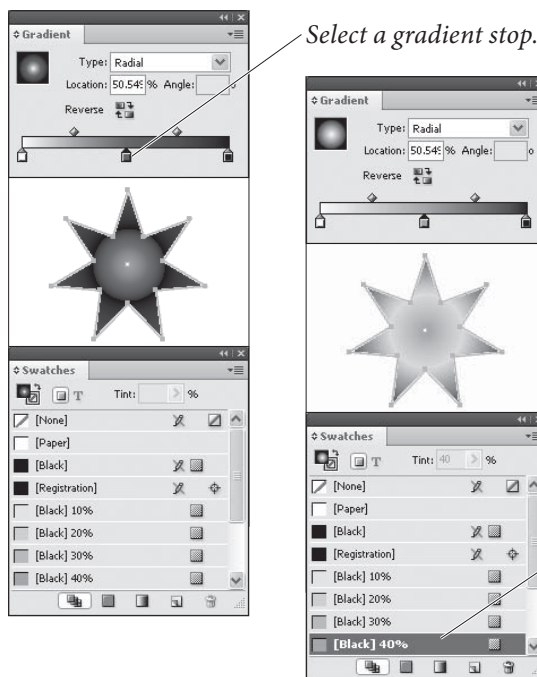 Gradient
Type: Radial
Location: 50.549 % Angle: °
Reverse
Swatches
T Tint: %
[None]
[Paper]
[Black]
[Registration]
[Black] 10%
[Black] 20%
[Black] 30%
[Black] 40%
Select a gradient stop.
Gradient
Type: Radial
Location: 50.549 % Angle: °
Reverse
Swatches
T Tint: 40 %
[None]
[Paper]
[Black]
[Registration]
[Black] 10%
[Black] 20%
[Black] 30%
[Black] 40%